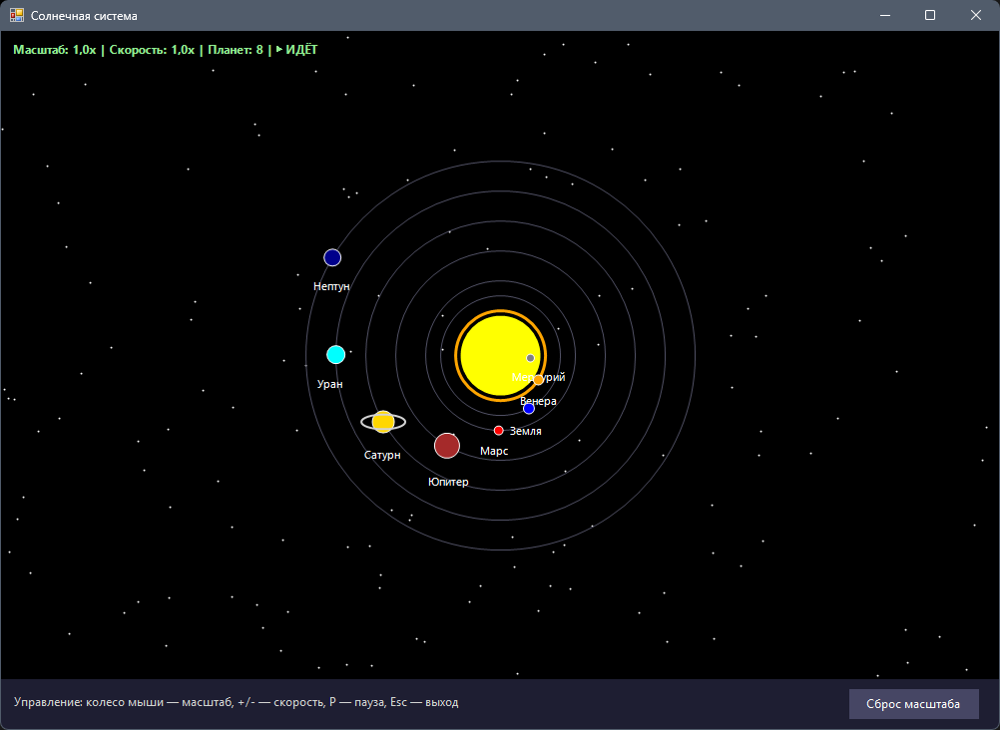 Солнечная система
Масштаб: 1,0x | Скорость: 1,0x | Планет: 8 | ▶ ИДЁТ
Нептун
Уран
Меркурий
Венера
Земля
Марс
Сатурн
Юпитер
Управление: колесо мыши — масштаб, +/- — скорость, P — пауза, Esc — выход
Сброс масштаба